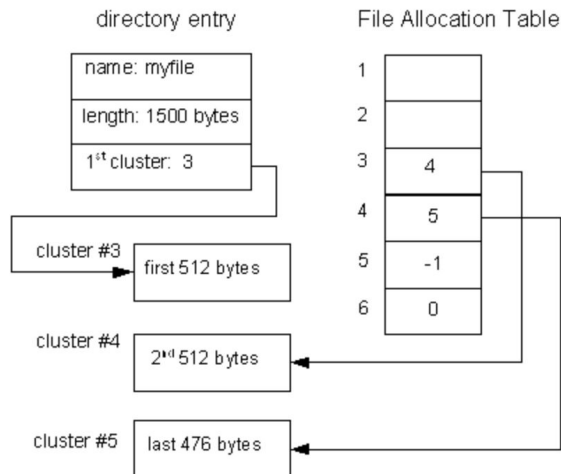 directory entry
File Allocation Table
name: myfile
length: 1500 bytes
1st cluster: 3
1
2
3
4
4
5
5
-1
6
0
cluster #3
first 512 bytes
cluster #4
2nd 512 bytes
cluster #5
last 476 bytes